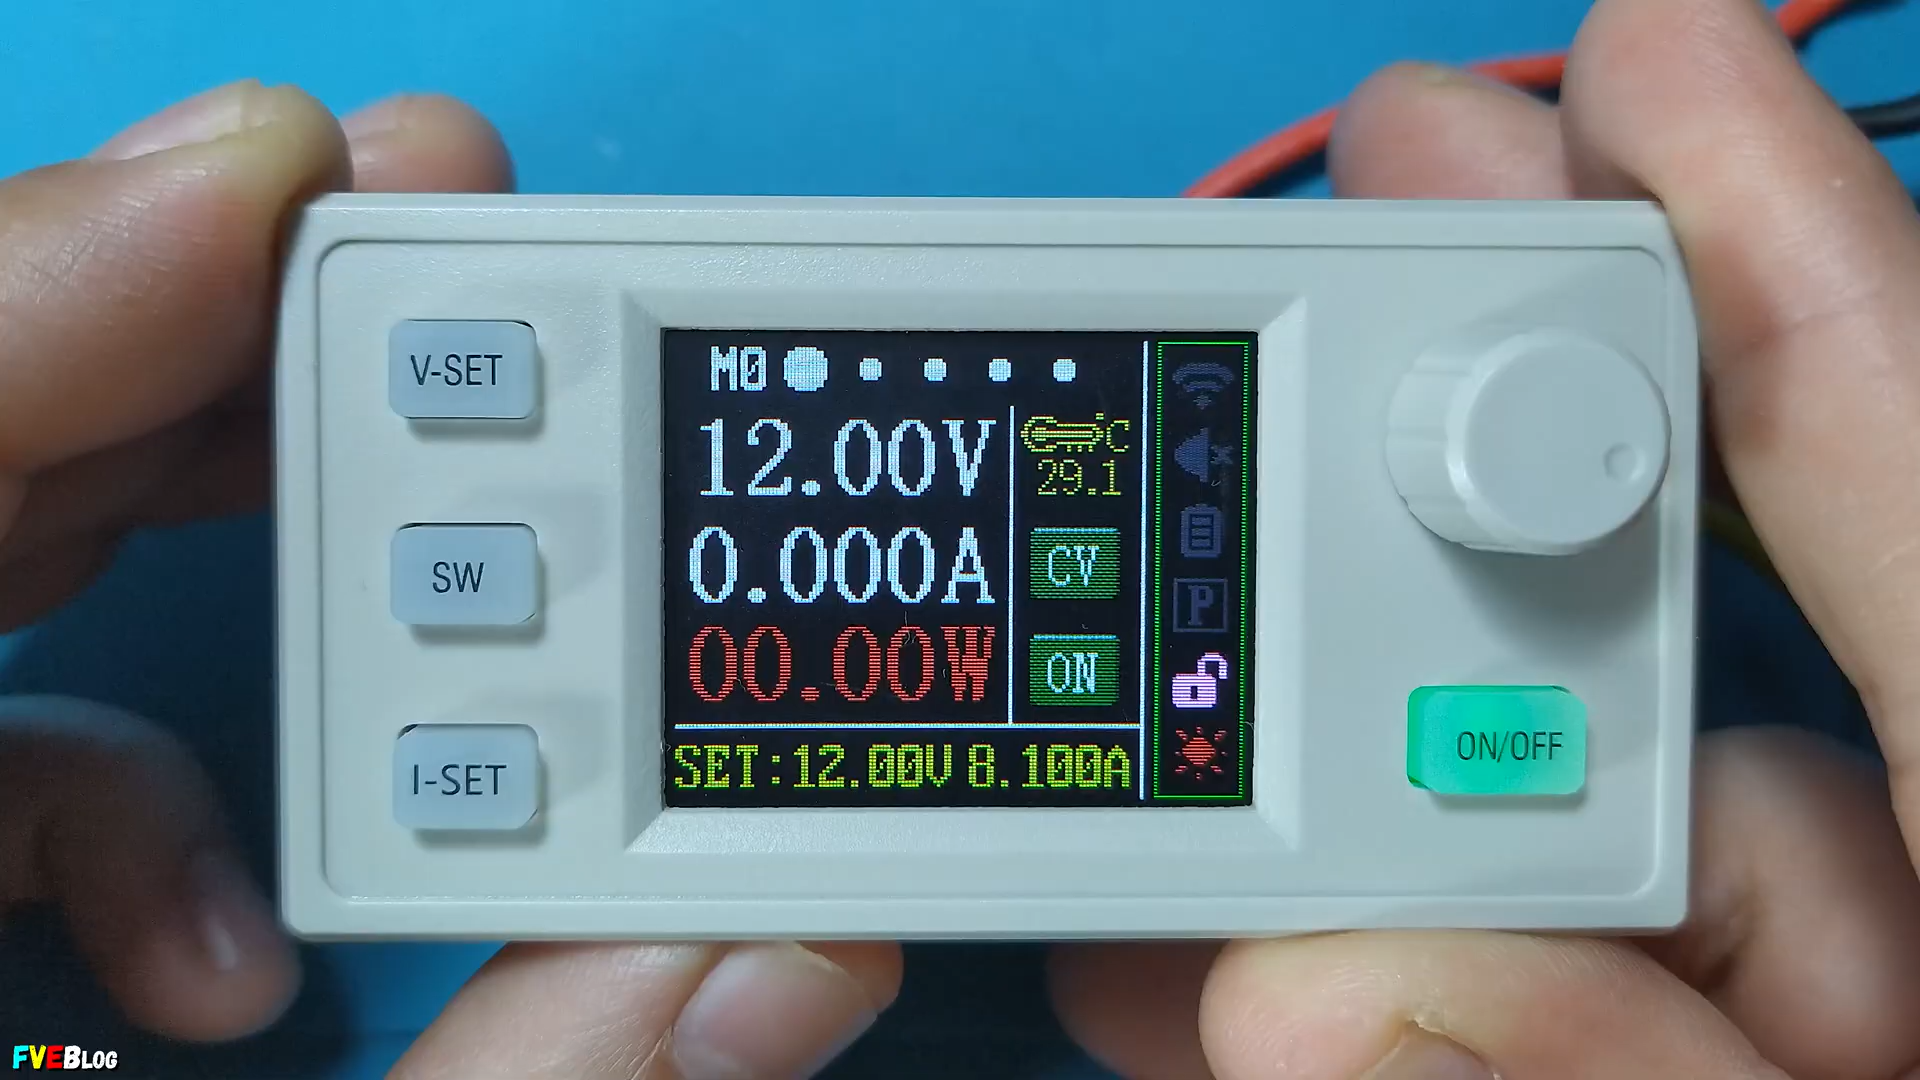 V-SET
SW
I-SET
M0
12.00V
0.000A
00.00W
°C
29.1
CV
ON
P
SET:12.00V 8.100A
ON/OFF
FVEBLOG